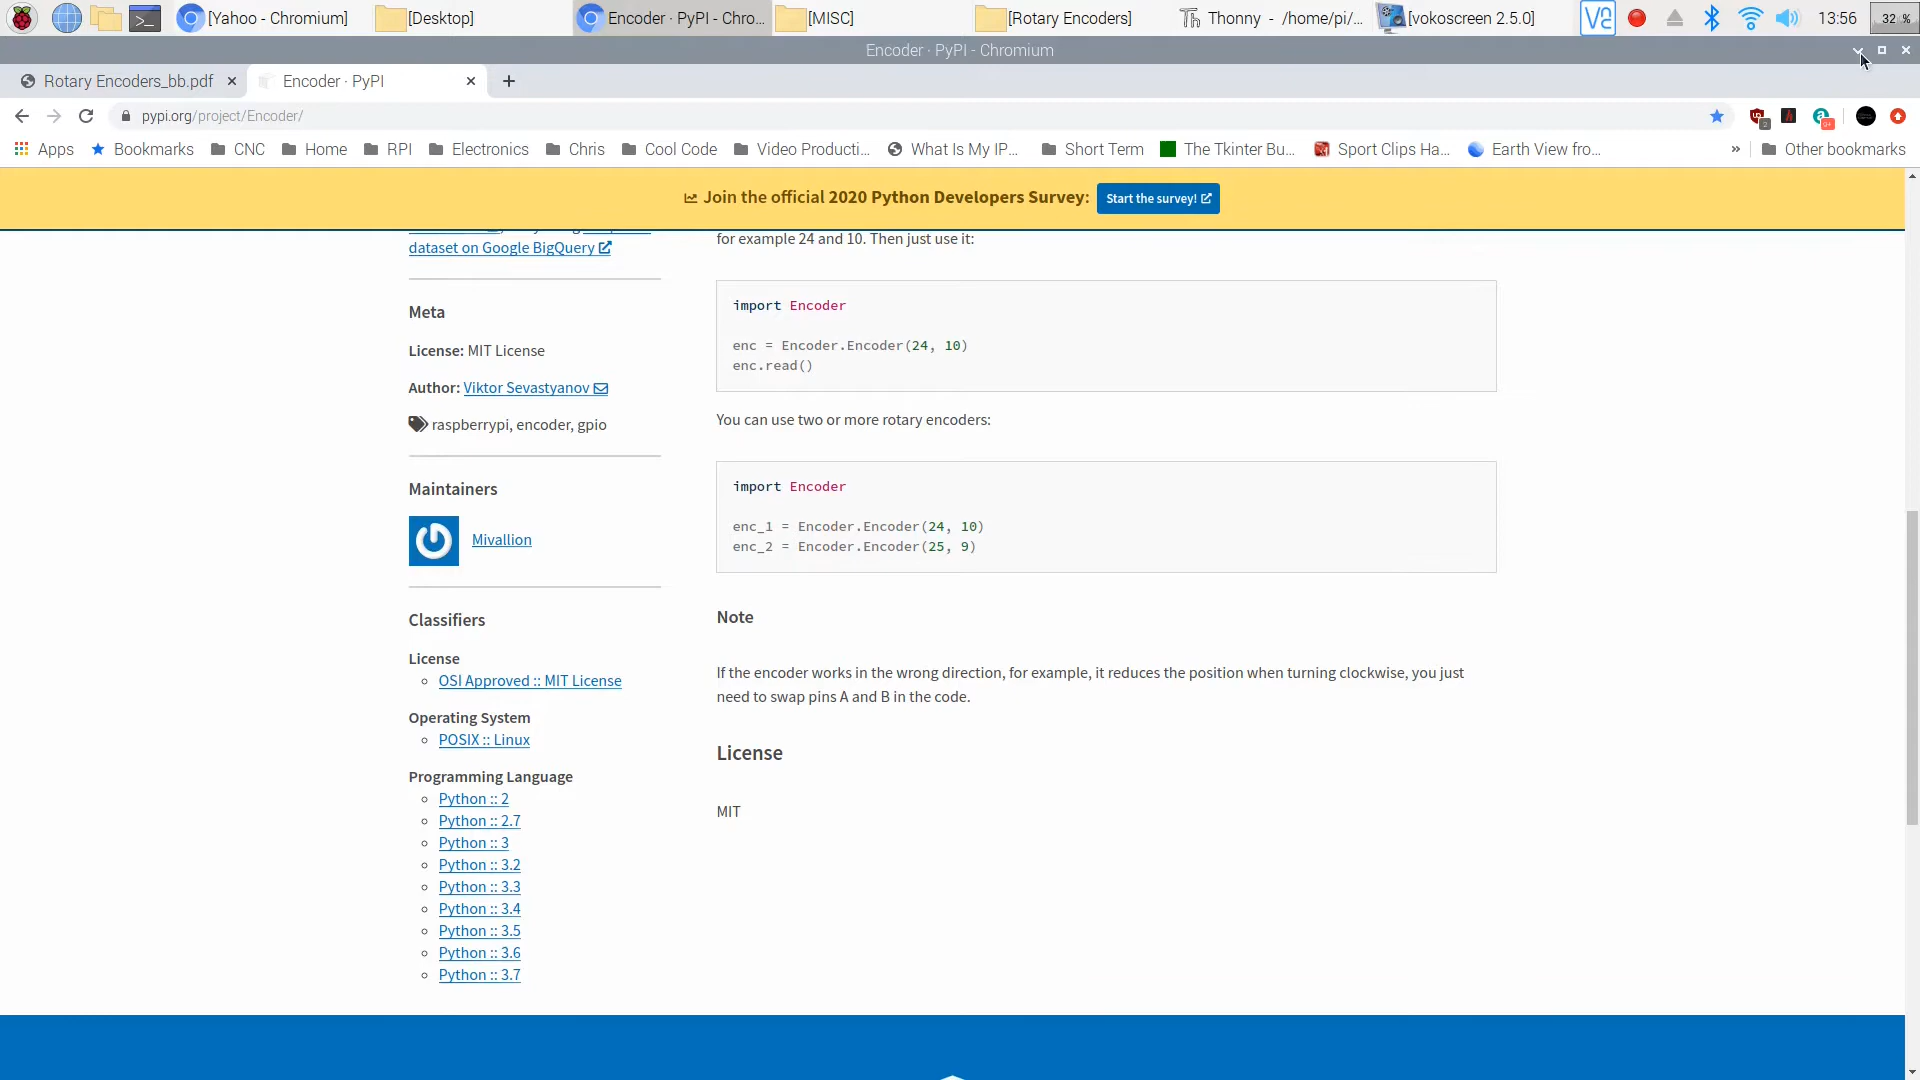 [Yahoo - Chromium]
[Desktop]
Encoder · PyPI - Chro...
[MISC]
[Rotary Encoders]
Thonny - /home/pi/...
[vokoscreen 2.5.0]
13:56
32 %
Encoder · PyPI - Chromium
Rotary Encoders_bb.pdf
Encoder · PyPI
pypi.org/project/Encoder/
Apps
Bookmarks
CNC
Home
RPI
Electronics
Chris
Cool Code
Video Producti...
What Is My IP...
Short Term
The Tkinter Bu...
Sport Clips Ha...
Earth View fro...
»
Other bookmarks
Join the official 2020 Python Developers Survey:
Start the survey!
dataset on Google BigQuery
Meta
License: MIT License
Author: Viktor Sevastyanov
raspberrypi, encoder, gpio
Maintainers
Mivallion
Classifiers
License
OSI Approved :: MIT License
Operating System
POSIX :: Linux
Programming Language
Python :: 2
Python :: 2.7
Python :: 3
Python :: 3.2
Python :: 3.3
Python :: 3.4
Python :: 3.5
Python :: 3.6
Python :: 3.7
for example 24 and 10. Then just use it:
import Encoder
enc = Encoder.Encoder(24, 10)
enc.read()
You can use two or more rotary encoders:
import Encoder
enc_1 = Encoder.Encoder(24, 10)
enc_2 = Encoder.Encoder(25, 9)
Note
If the encoder works in the wrong direction, for example, it reduces the position when turning clockwise, you just
need to swap pins A and B in the code.
License
MIT